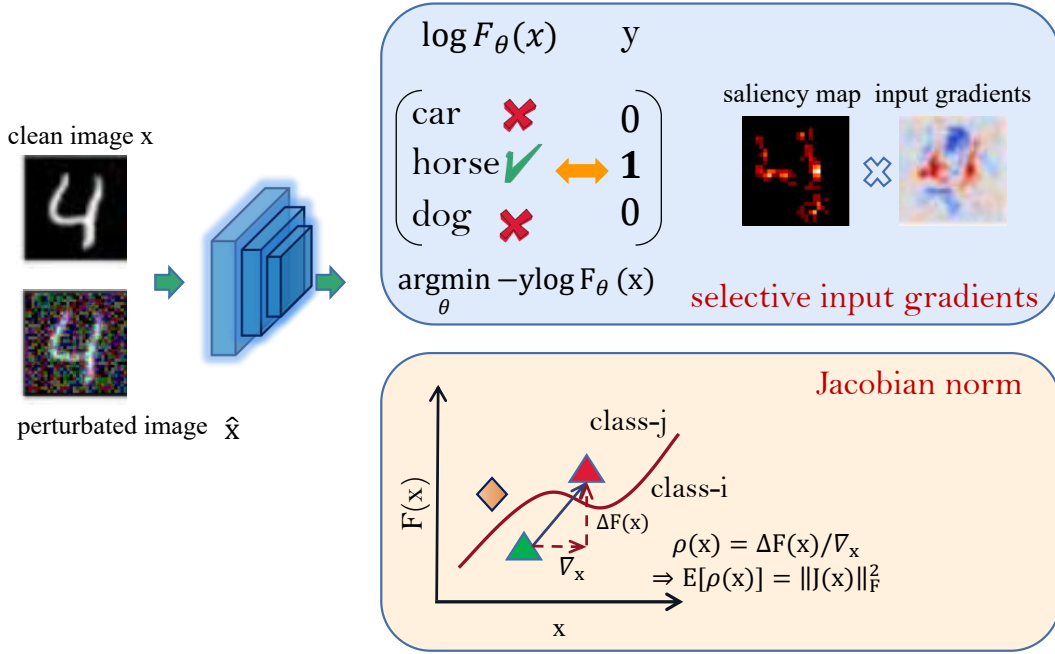 clean image x
perturbated image x̂
log F_θ(x) y
car 0
horse 1
dog 0
argmin −ylog F_θ (x)
θ
saliency map input gradients
selective input gradients
Jacobian norm
class-j
class-i
F(x)
ΔF(x)
∇_x
x
ρ(x) = ΔF(x)/∇_x
⇒ E[ρ(x)] = ‖J(x)‖²_F